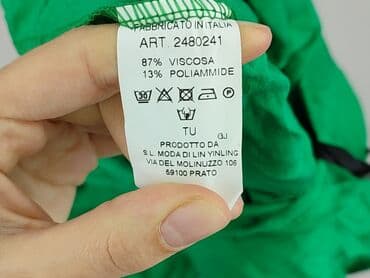 FABBRICATO IN ITALIA
ART. 2480241
87% VISCOSA
13% POLIAMMIDE
TU
GJ
PRODOTTO DA
S.L. MODA DI LIN YINLING
VIA DEL MOLINUZZO 106
59100 PRATO